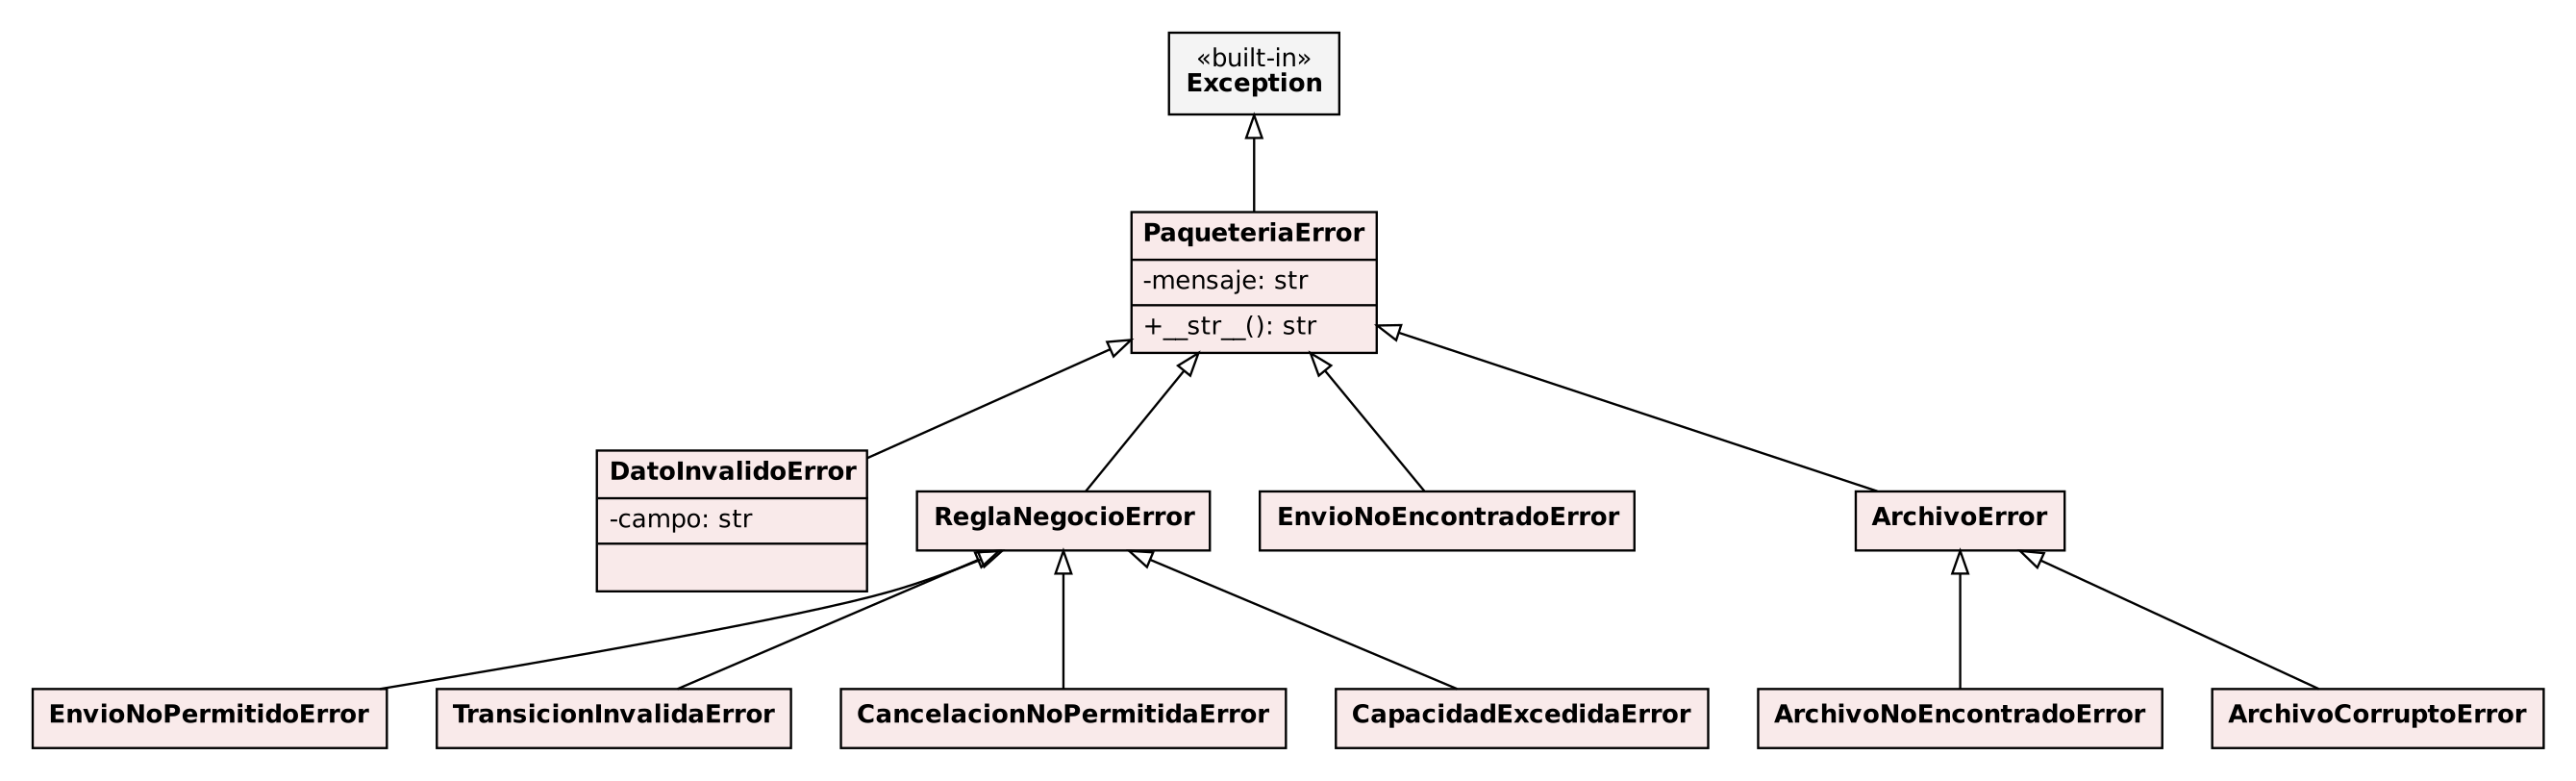 «built-in»
Exception
PaqueteriaError
-mensaje: str
+__str__(): str
DatoInvalidoError
-campo: str
ReglaNegocioError
EnvioNoEncontradoError
ArchivoError
EnvioNoPermitidoError
TransicionInvalidaError
CancelacionNoPermitidaError
CapacidadExcedidaError
ArchivoNoEncontradoError
ArchivoCorruptoError